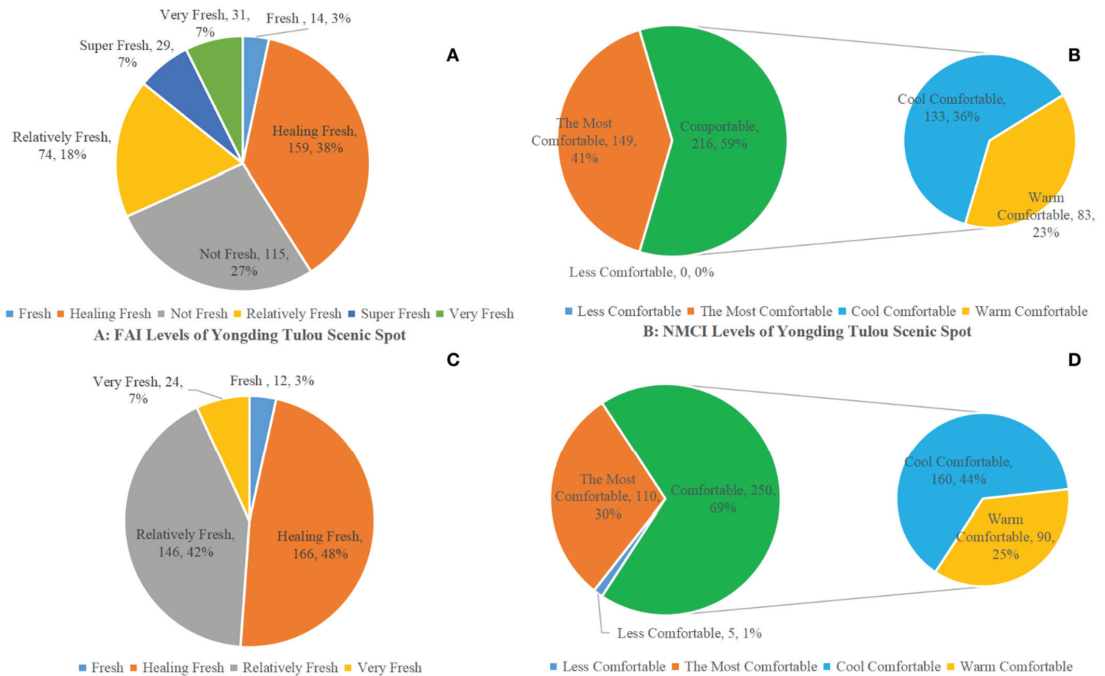 A
Very Fresh, 31,
7%
Fresh , 14, 3%
Super Fresh, 29,
7%
Relatively Fresh,
74, 18%
Healing Fresh,
159, 38%
Not Fresh, 115,
27%
Fresh Healing Fresh Not Fresh Relatively Fresh Super Fresh Very Fresh
A: FAI Levels of Yongding Tulou Scenic Spot
B
The Most
Comfortable, 149,
41%
Comportable,
216, 59%
Cool Comfortable,
133, 36%
Warm
Comfortable, 83,
23%
Less Comfortable, 0, 0%
Less Comfortable The Most Comfortable Cool Comfortable Warm Comfortable
B: NMCI Levels of Yongding Tulou Scenic Spot
C
Very Fresh, 24,
7%
Fresh , 12, 3%
Relatively Fresh,
146, 42%
Healing Fresh,
166, 48%
Fresh Healing Fresh Relatively Fresh Very Fresh
D
The Most
Comfortable, 110,
30%
Comfortable, 250,
69%
Cool Comfortable,
160, 44%
Warm
Comfortable, 90,
25%
Less Comfortable, 5, 1%
Less Comfortable The Most Comfortable Cool Comfortable Warm Comfortable